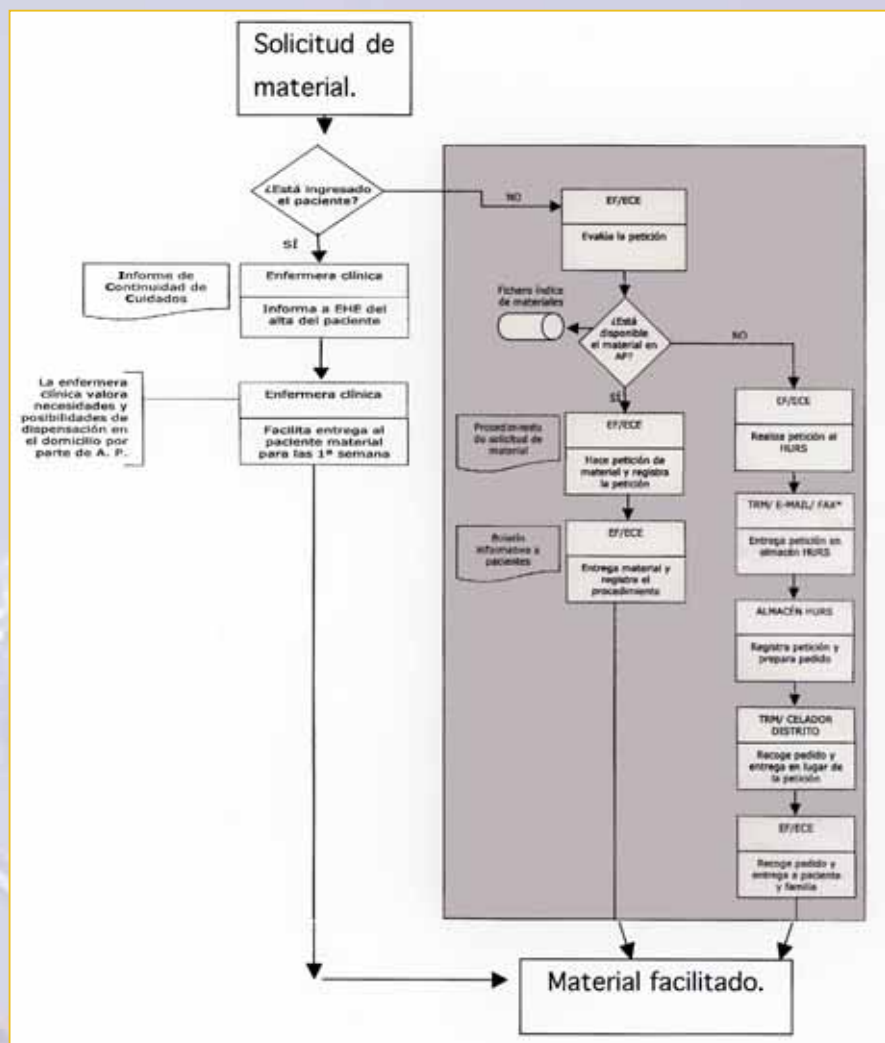 Solicitud de
material.
¿Está ingresado
el paciente?
NO
SÍ
Informe de
Continuidad de
Cuidados
Enfermera clínica
Informa a EHE del
alta del paciente
La enfermera
clínica valora
necesidades y
posibilidades de
dispensación en
el domicilio por
parte de A. P.
Enfermera clínica
Facilita entrega al
paciente material
para las 1ª semana
EF/ECE
Evalúa la petición
Fichero índice
de materiales
¿Está
disponible
el material en
AP?
NO
SÍ
Procedimiento
de solicitud de
material
EF/ECE
Hace petición de
material y registra
la petición
Boletín
informativo a
pacientes
EF/ECE
Entrega material y
registra el
procedimiento
EF/ECE
Realiza petición al
HURS
TRM/ E-MAIL/ FAX*
Entrega petición en
almacén HURS
ALMACÉN HURS
Registra petición y
prepara pedido
TRM/ CELADOR
DISTRITO
Recoge pedido y
entrega en lugar de
la petición
EF/ECE
Recoge pedido y
entrega a paciente
y familia
Material facilitado.